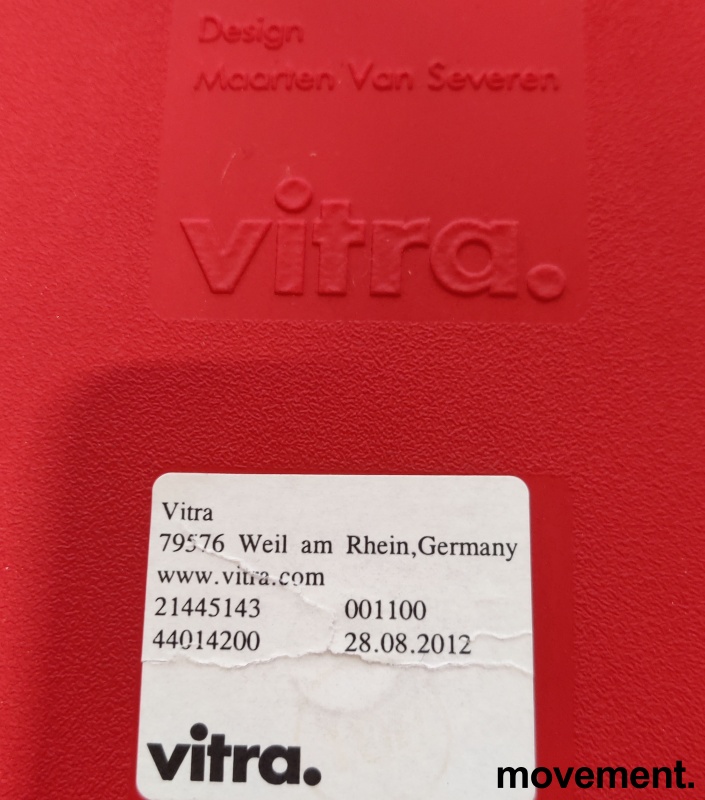 Design
Maarten Van Severen
vitra.
Vitra
79576 Weil am Rhein,Germany
www.vitra.com
21445143 001100
44014200 28.08.2012
vitra.
movement.